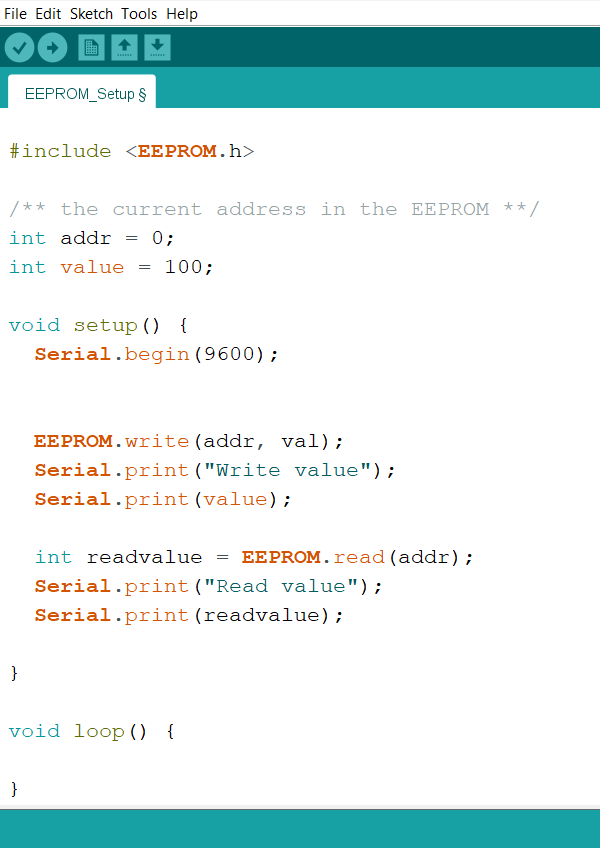 File Edit Sketch Tools Help
EEPROM_Setup §
#include <EEPROM.h>
/** the current address in the EEPROM **/
int addr = 0;
int value = 100;
void setup() {
Serial.begin(9600);
EEPROM.write(addr, val);
Serial.print("Write value");
Serial.print(value);
int readvalue = EEPROM.read(addr);
Serial.print("Read value");
Serial.print(readvalue);
}
void loop() {
}